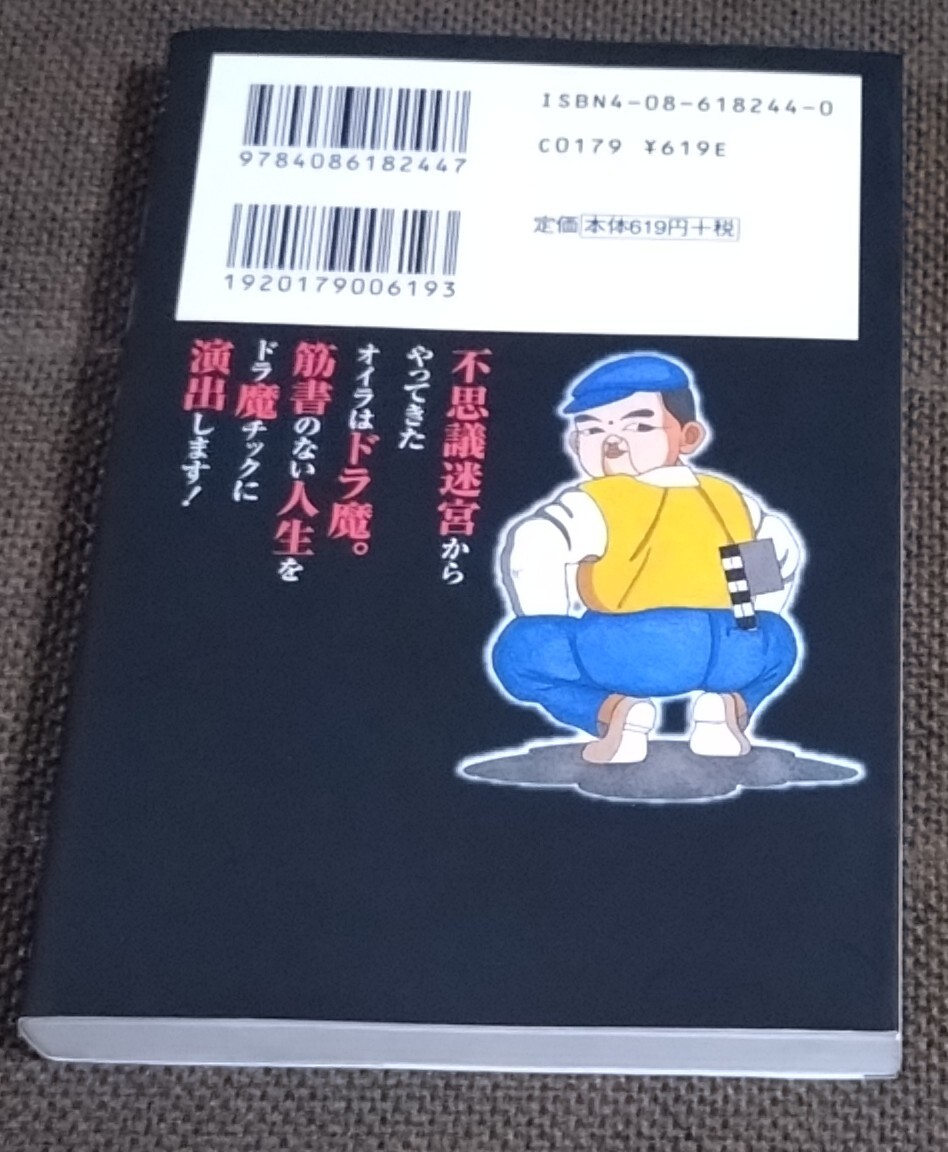 9784086182447
ISBN4-08-618244-0
C0179 ¥619E
1920179006193
定価 本体619円+税
不思議迷宮から
やってきた
オイラはドラ魔。
筋書のない人生を
ドラ魔チックに
演出します!